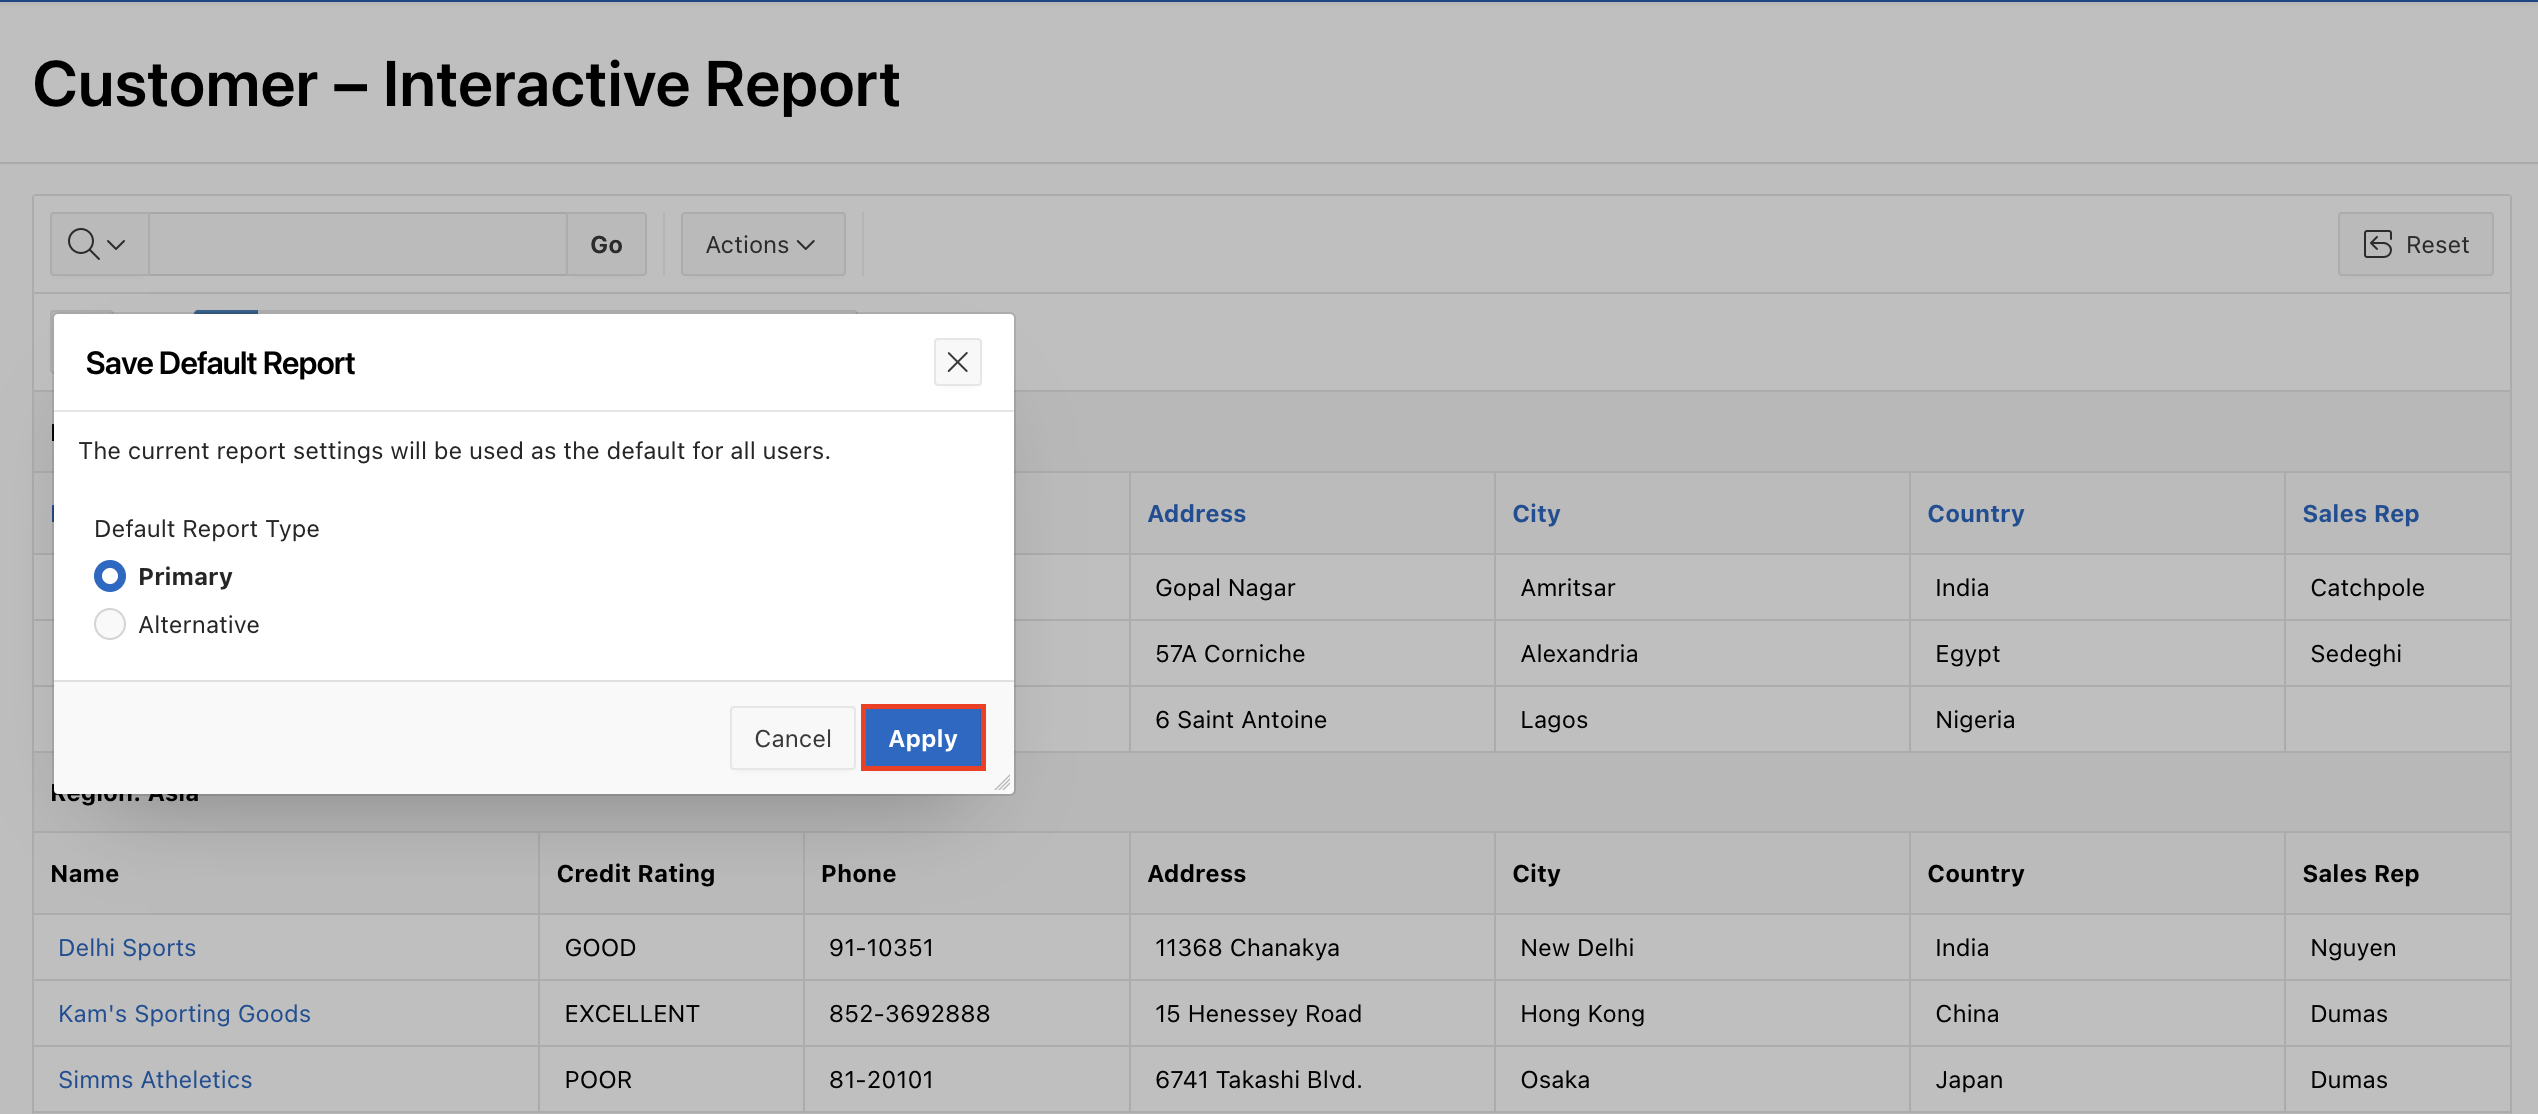 Customer – Interactive Report
Go
Actions
Reset
Save Default Report
The current report settings will be used as the default for all users.
Default Report Type
Primary
Alternative
Cancel
Apply
Address City Country Sales Rep
Gopal Nagar Amritsar India Catchpole
57A Corniche Alexandria Egypt Sedeghi
6 Saint Antoine Lagos Nigeria
Region: Asia
Name Credit Rating Phone Address City Country Sales Rep
Delhi Sports GOOD 91-10351 11368 Chanakya New Delhi India Nguyen
Kam's Sporting Goods EXCELLENT 852-3692888 15 Henessey Road Hong Kong China Dumas
Simms Atheletics POOR 81-20101 6741 Takashi Blvd. Osaka Japan Dumas